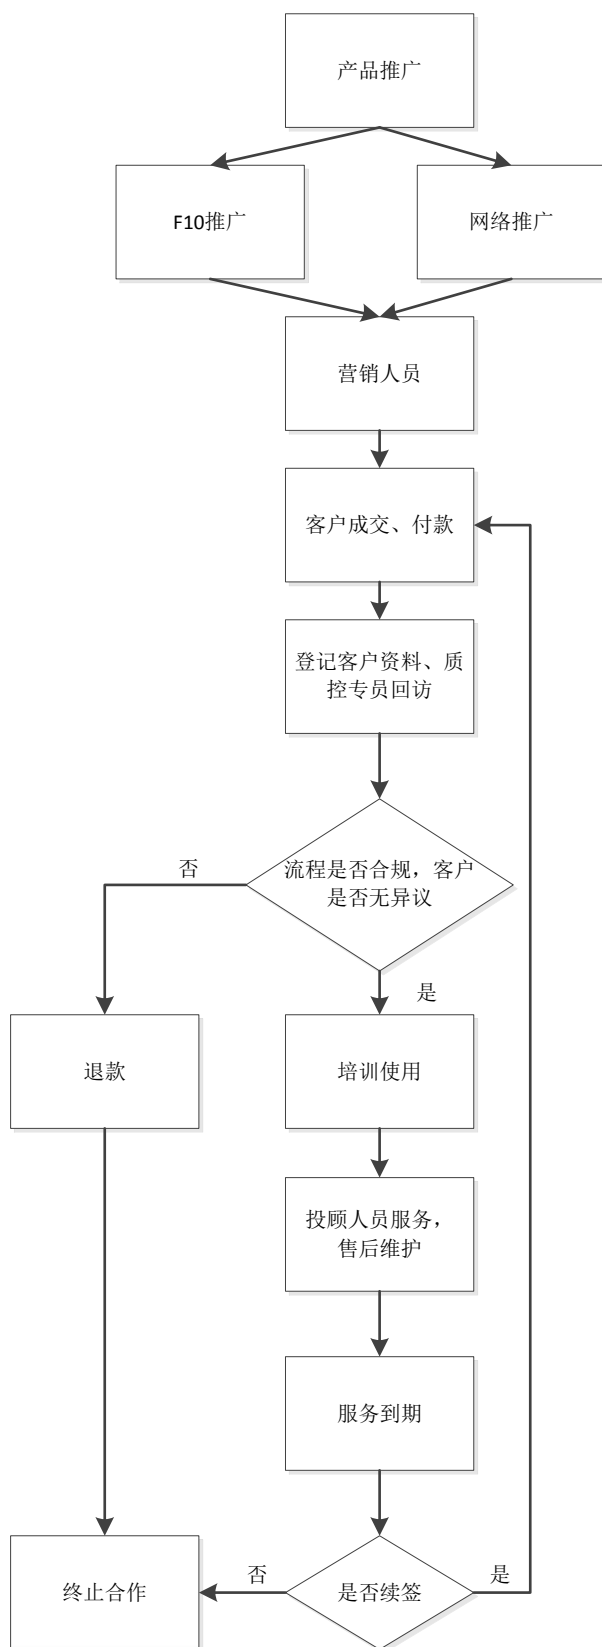 产品推广
F10推广
网络推广
营销人员
客户成交、付款
登记客户资料、质
控专员回访
流程是否合规，客户
是否无异议
否
是
退款
培训使用
投顾人员服务，
售后维护
服务到期
终止合作
否
是否续签
是